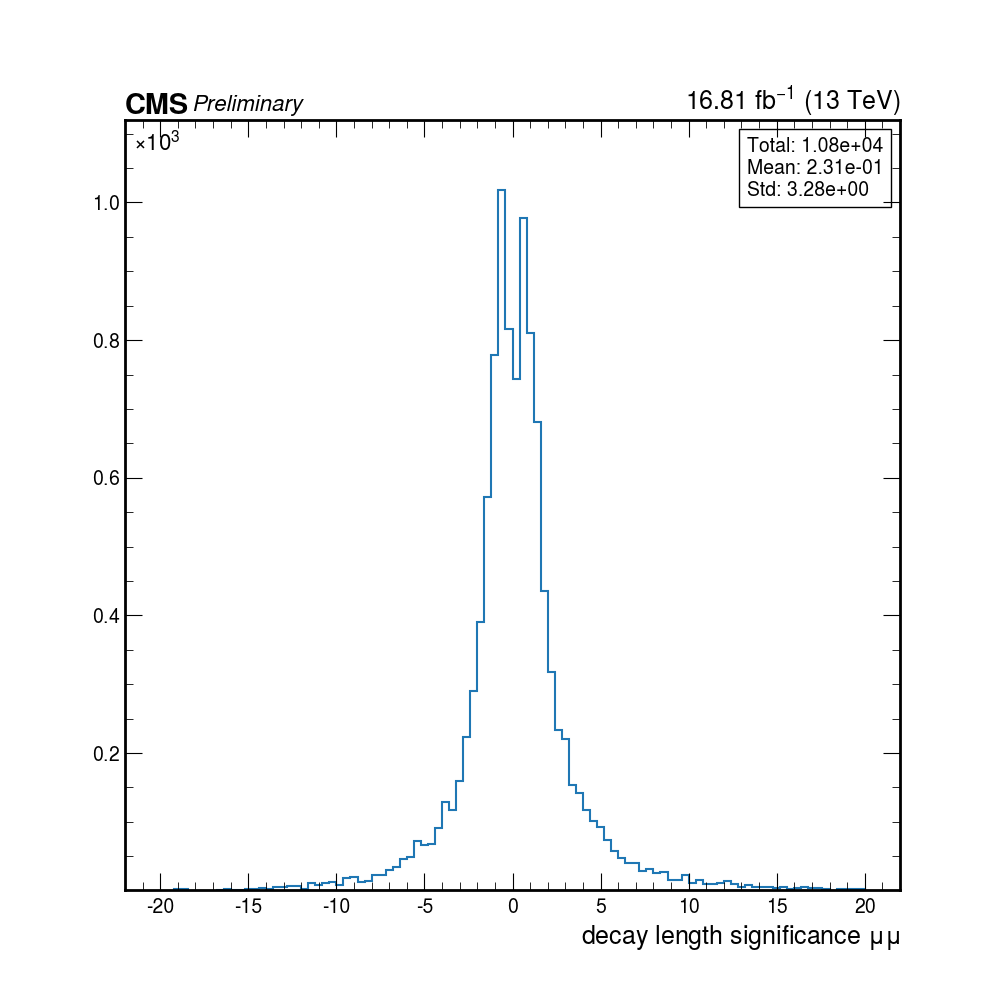 CMS Preliminary 16.81 fb⁻¹ (13 TeV)
×10³
Total: 1.08e+04
Mean: 2.31e-01
Std: 3.28e+00
1.0
0.8
0.6
0.4
0.2
-20 -15 -10 -5 0 5 10 15 20
decay length significance μμ